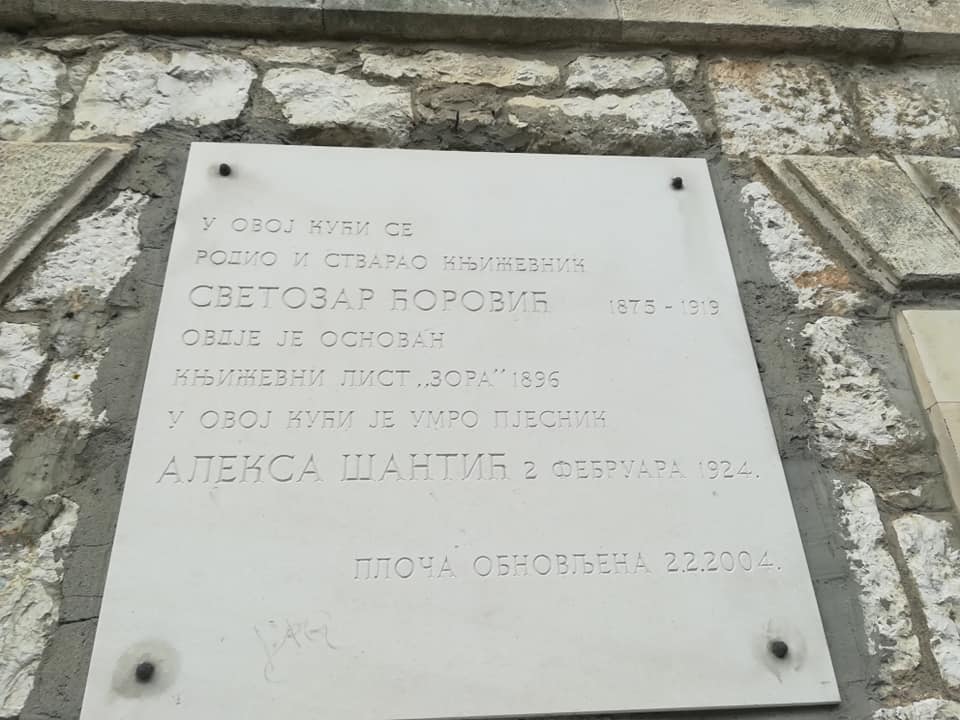 У ОВОЈ КУЋИ СЕ
РОДИО И СТВАРАО КЊИЖЕВНИК
СВЕТОЗАР ЋОРОВИЋ 1875 - 1919
ОВДЈЕ ЈЕ ОСНОВАН
КЊИЖЕВНИ ЛИСТ „ЗОРА” 1896
У ОВОЈ КУЋИ ЈЕ УМРО ПЈЕСНИК
АЛЕКСА ШАНТИЋ 2 ФЕБРУАРА 1924.
ПЛОЧА ОБНОВЉЕНА 2.2.2004.